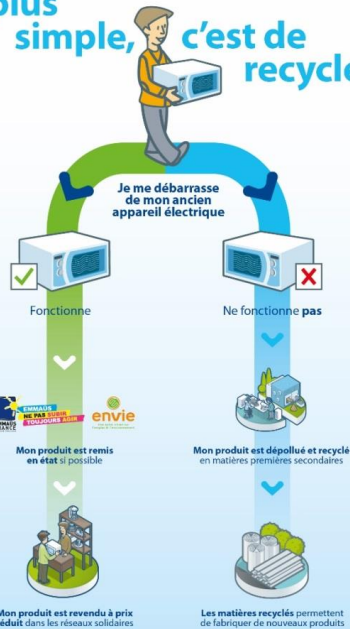 plus
simple, c'est de
recycle
Je me débarrasse
de mon ancien
appareil électrique
Fonctionne
Ne fonctionne pas
EMMAÜS
NE PAS SUBIR
TOUJOURS AGIR
envie
Mon produit est remis
en état si possible
Mon produit est dépollué et recyclé
en matières premières secondaires
Mon produit est revendu à prix
réduit dans les réseaux solidaires
Les matières recyclés permettent
de fabriquer de nouveaux produits